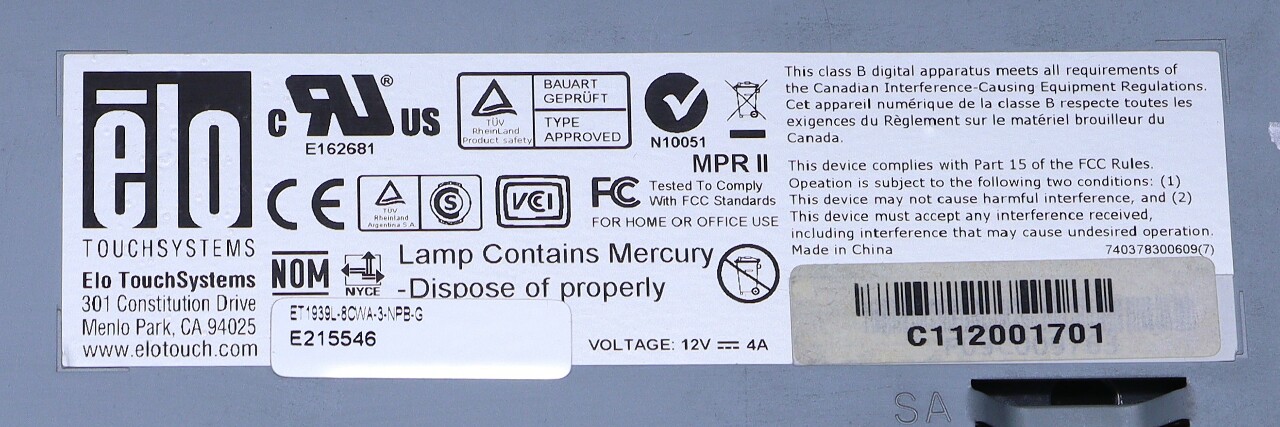 elo
TOUCHSYSTEMS
Elo TouchSystems
301 Constitution Drive
Menlo Park, CA 94025
www.elotouch.com
c RU ® US
E162681
TÜV
RheinLand
Product safety
BAUART
GEPRÜFT
TYPE
APPROVED
N10051
MPR II
CE
TÜV
Rheinland
Argentina S.A.
S
VCCI
FC
Tested To Comply
With FCC Standards
FOR HOME OR OFFICE USE
NOM
NYCE
Lamp Contains Mercury
-Dispose of properly
ET1939L-8CWA-3-NPB-G
E215546
VOLTAGE: 12V ⎓ 4A
This class B digital apparatus meets all requirements of
the Canadian Interference-Causing Equipment Regulations.
Cet appareil numérique de la classe B respecte toutes les
exigences du Règlement sur le matériel brouilleur du
Canada.
This device complies with Part 15 of the FCC Rules.
Opeation is subject to the following two conditions: (1)
This device may not cause harmful interference, and (2)
This device must accept any interference received,
including interference that may cause undesired operation.
Made in China
740378300609(7)
C112001701
SA